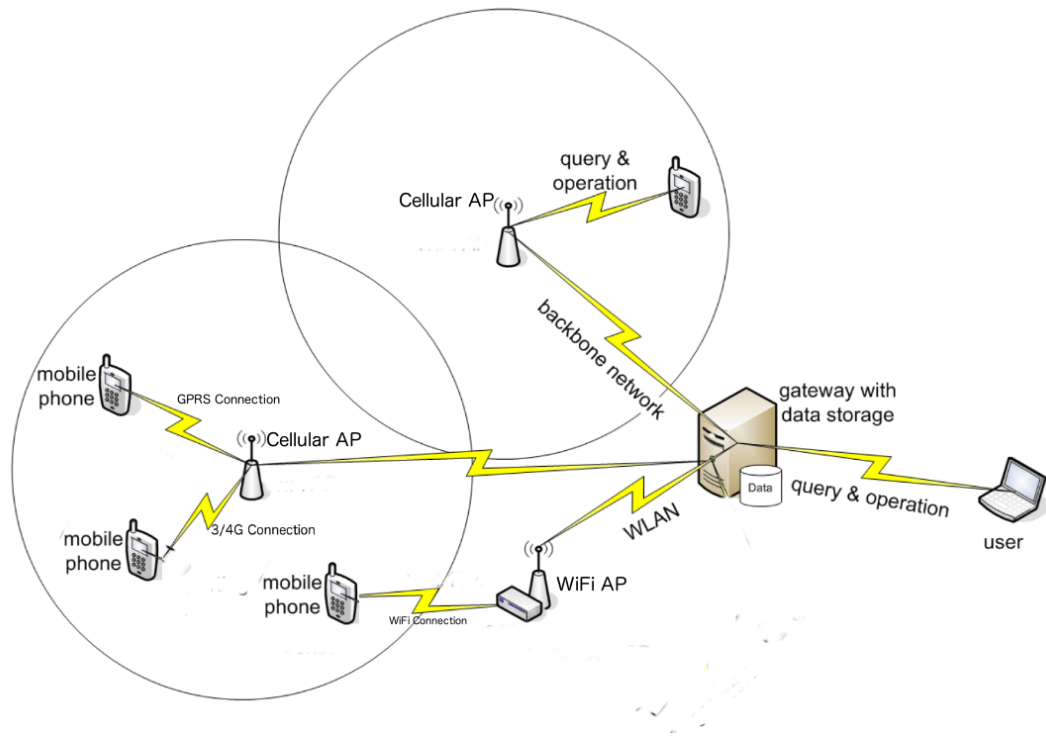 query &
operation
Cellular AP
backbone network
mobile
phone
GPRS Connection
gateway with
data storage
Cellular AP
Data
query & operation
WLAN
3/4G Connection
mobile
phone
user
mobile
phone
WiFi AP
WiFi Connection